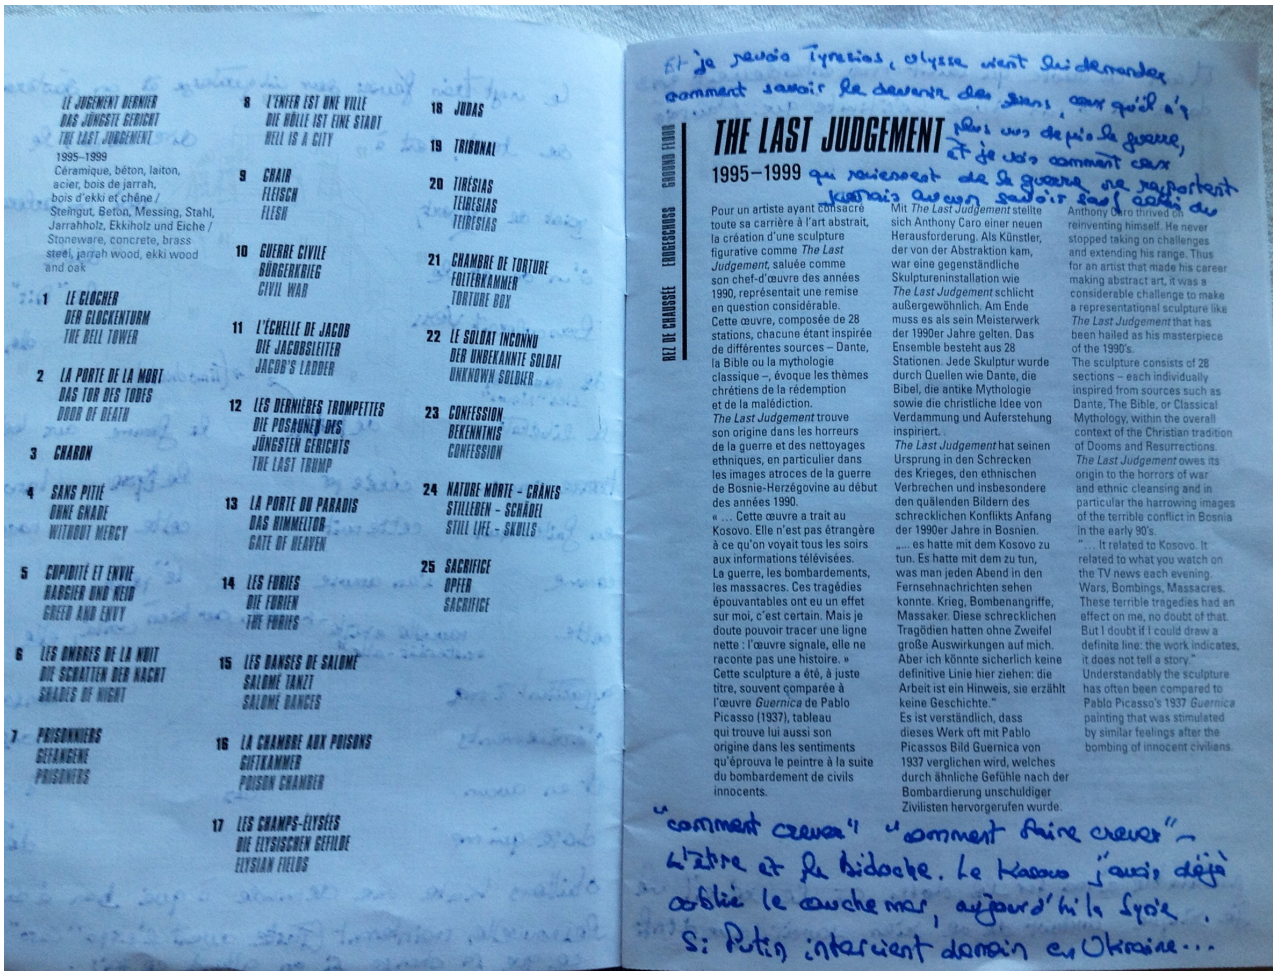 LE JUGEMENT DERNIER
DAS JÜNGSTE GERICHT
THE LAST JUDGEMENT
1995–1999
Céramique, béton, laiton,
acier, bois de jarrah,
bois d'ekki et chêne /
Steingut, Beton, Messing, Stahl,
Jarrahholz, Ekkiholz und Eiche /
Stoneware, concrete, brass
steel, jarrah wood, ekki wood
and oak
1 LE CLOCHER
DER GLOCKENTURM
THE BELL TOWER
2 LA PORTE DE LA MORT
DAS TOR DES TODES
DOOR OF DEATH
3 CHARON
4 SANS PITIÉ
OHNE GNADE
WITHOUT MERCY
5 CUPIDITÉ ET ENVIE
HABGIER UND NEID
GREED AND ENVY
6 LES OMBRES DE LA NUIT
DIE SCHATTEN DER NACHT
SHADES OF NIGHT
7 PRISONNIERS
GEFANGENE
PRISONERS
8 L'ENFER EST UNE VILLE
DIE HÖLLE IST EINE STADT
HELL IS A CITY
9 CHAIR
FLEISCH
FLESH
10 GUERRE CIVILE
BÜRGERKRIEG
CIVIL WAR
11 L'ÉCHELLE DE JACOB
DIE JACOBSLEITER
JACOB'S LADDER
12 LES DERNIÈRES TROMPETTES
DIE POSAUNEN DES
JÜNGSTEN GERICHTS
THE LAST TRUMP
13 LA PORTE DU PARADIS
DAS HIMMELTOR
GATE OF HEAVEN
14 LES FURIES
DIE FURIEN
THE FURIES
15 LES DANSES DE SALOMÉ
SALOMÉ TANZT
SALOMÉ DANCES
16 LA CHAMBRE AUX POISONS
GIFTKAMMER
POISON CHAMBER
17 LES CHAMPS-ÉLYSÉES
DIE ELYSISCHEN GEFILDE
ELYSIAN FIELDS
18 JUDAS
19 TRIBUNAL
20 TIRÉSIAS
TEIRESIAS
TEIRESIAS
21 CHAMBRE DE TORTURE
FOLTERKAMMER
TORTURE BOX
22 LE SOLDAT INCONNU
DER UNBEKANNTE SOLDAT
UNKNOWN SOLDIER
23 CONFESSION
BEKENNTNIS
CONFESSION
24 NATURE MORTE - CRÂNES
STILLEBEN - SCHÄDEL
STILL LIFE - SKULLS
25 SACRIFICE
OPFER
SACRIFICE
Et je revois Tyresias, Ulysse vient lui demander
comment savoir le devenir des siens, ceux qu'il n'a
plus vus depuis la guerre,
et je vois comment ceux
qui reviennent de la guerre ne rapportent
jamais aucun savoir sauf celui du
REZ DE CHAUSSÉE ERDGESCHOSS GROUND FLOOR
THE LAST JUDGEMENT
1995–1999
Pour un artiste ayant consacré
toute sa carrière à l'art abstrait,
la création d'une sculpture
figurative comme The Last
Judgement, saluée comme
son chef-d'œuvre des années
1990, représentait une remise
en question considérable.
Cette œuvre, composée de 28
stations, chacune étant inspirée
de différentes sources – Dante,
la Bible ou la mythologie
classique –, évoque les thèmes
chrétiens de la rédemption
et de la malédiction.
The Last Judgement trouve
son origine dans les horreurs
de la guerre et des nettoyages
ethniques, en particulier dans
les images atroces de la guerre
de Bosnie-Herzégovine au début
des années 1990.
« … Cette œuvre a trait au
Kosovo. Elle n'est pas étrangère
à ce qu'on voyait tous les soirs
aux informations télévisées.
La guerre, les bombardements,
les massacres. Ces tragédies
épouvantables ont eu un effet
sur moi, c'est certain. Mais je
doute pouvoir tracer une ligne
nette : l'œuvre signale, elle ne
raconte pas une histoire. »
Cette sculpture a été, à juste
titre, souvent comparée à
l'œuvre Guernica de Pablo
Picasso (1937), tableau
qui trouve lui aussi son
origine dans les sentiments
qu'éprouva le peintre à la suite
du bombardement de civils
innocents.
Mit The Last Judgement stellte
sich Anthony Caro einer neuen
Herausforderung. Als Künstler,
der von der Abstraktion kam,
war eine gegenständliche
Skulptureninstallation wie
The Last Judgement schlicht
außergewöhnlich. Am Ende
muss es als sein Meisterwerk
der 1990er Jahre gelten. Das
Ensemble besteht aus 28
Stationen. Jede Skulptur wurde
durch Quellen wie Dante, die
Bibel, die antike Mythologie
sowie die christliche Idee von
Verdammung und Auferstehung
inspiriert.
The Last Judgement hat seinen
Ursprung in den Schrecken
des Krieges, den ethnischen
Verbrechen und insbesondere
den quälenden Bildern des
schrecklichen Konflikts Anfang
der 1990er Jahre in Bosnien.
„… es hatte mit dem Kosovo zu
tun. Es hatte mit dem zu tun,
was man jeden Abend in den
Fernsehnachrichten sehen
konnte. Krieg, Bombenangriffe,
Massaker. Diese schrecklichen
Tragödien hatten ohne Zweifel
große Auswirkungen auf mich.
Aber ich könnte sicherlich keine
definitive Linie hier ziehen: die
Arbeit ist ein Hinweis, sie erzählt
keine Geschichte."
Es ist verständlich, dass
dieses Werk oft mit Pablo
Picassos Bild Guernica von
1937 verglichen wird, welches
durch ähnliche Gefühle nach der
Bombardierung unschuldiger
Zivilisten hervorgerufen wurde.
Anthony Caro thrived on
reinventing himself. He never
stopped taking on challenges
and extending his range. Thus
for an artist that made his career
making abstract art, it was a
considerable challenge to make
a representational sculpture like
The Last Judgement that has
been hailed as his masterpiece
of the 1990's.
The sculpture consists of 28
sections – each individually
inspired from sources such as
Dante, The Bible, or Classical
Mythology, within the overall
context of the Christian tradition
of Dooms and Resurrections.
The Last Judgement owes its
origin to the horrors of war
and ethnic cleansing and in
particular the harrowing images
of the terrible conflict in Bosnia
in the early 90's.
"… It related to Kosovo. It
related to what you watch on
the TV news each evening.
Wars, Bombings, Massacres.
These terrible tragedies had an
effect on me, no doubt of that.
But I doubt if I could draw a
definite line: the work indicates,
it does not tell a story."
Understandably the sculpture
has often been compared to
Pablo Picasso's 1937 Guernica
painting that was stimulated
by similar feelings after the
bombing of innocent civilians.
"comment crever" "comment faire crever" –
L'Être et la Bidoche. Le Kosovo j'avais déjà
oublié le cauchemar, aujourd'hui la Syrie.
Si Putin intervient demain en Ukraine...